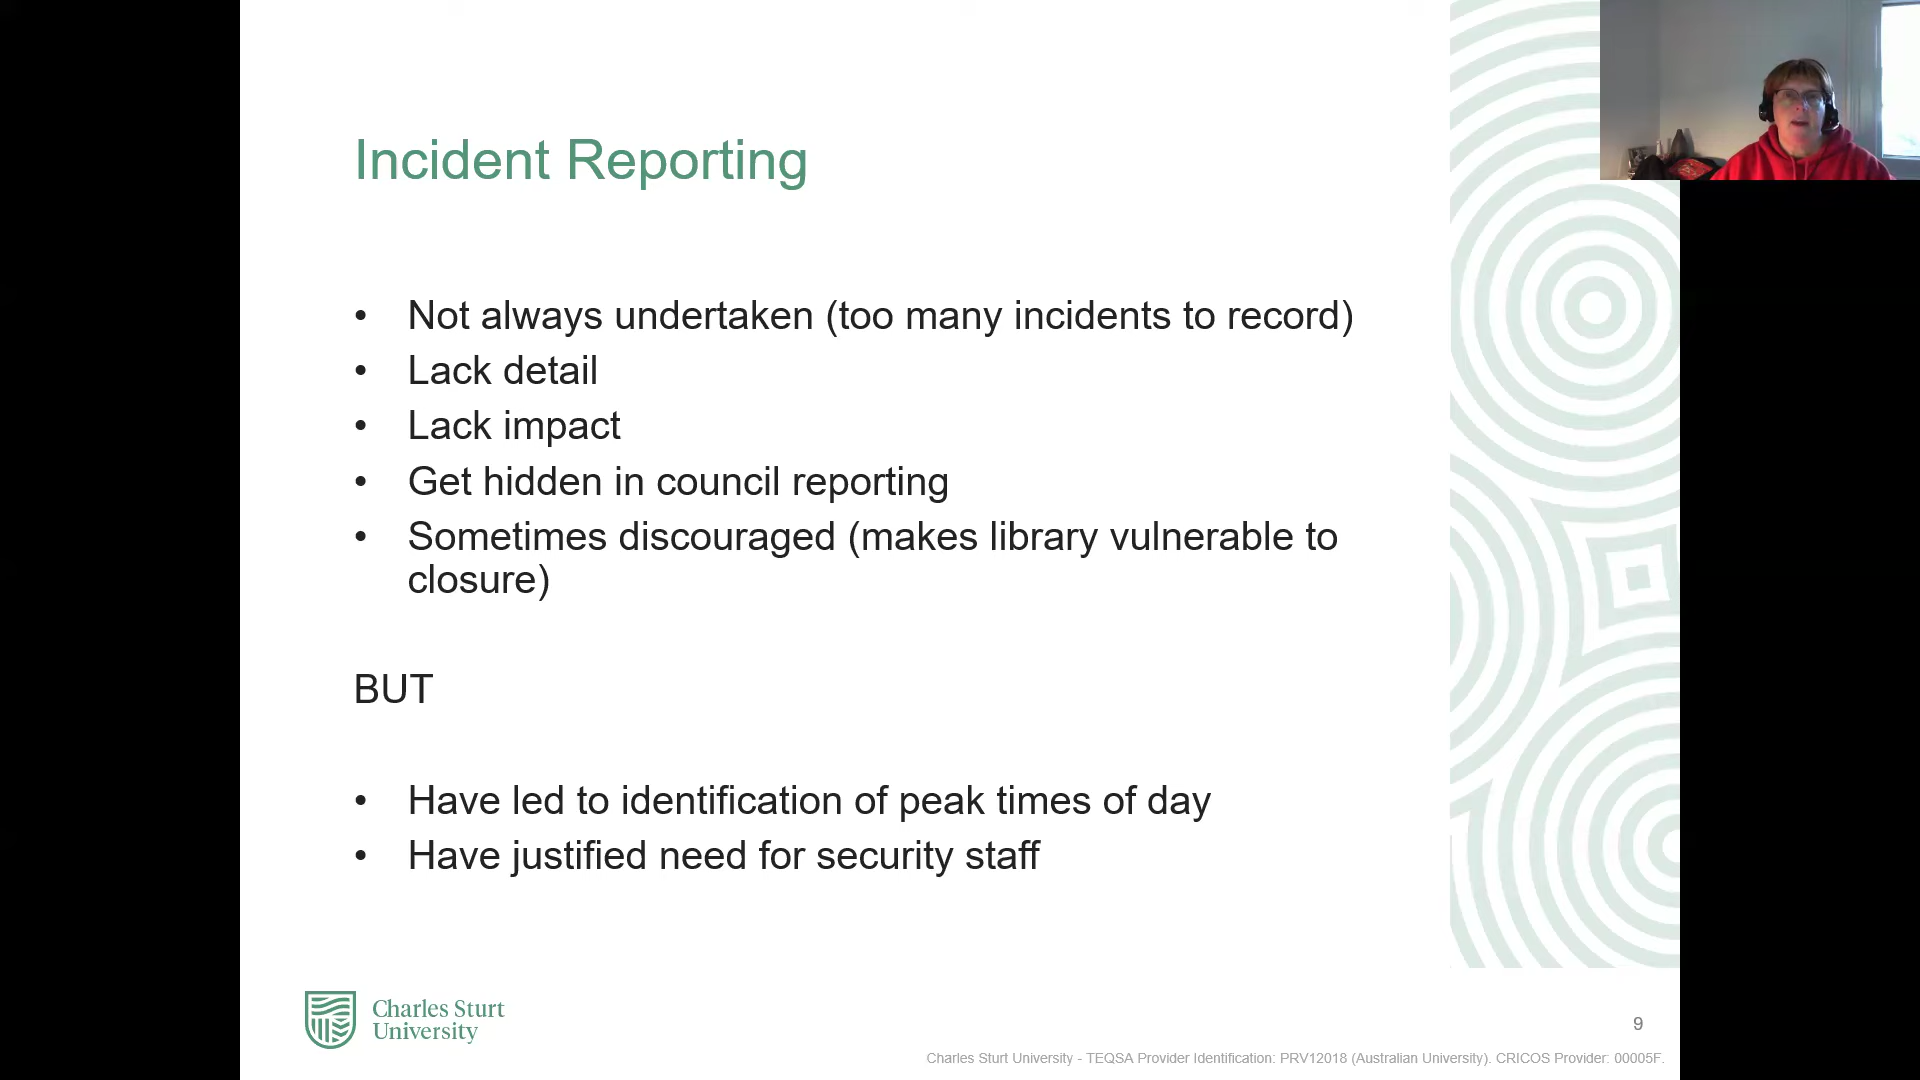 Incident Reporting
• Not always undertaken (too many incidents to record)
• Lack detail
• Lack impact
• Get hidden in council reporting
• Sometimes discouraged (makes library vulnerable to
closure)
BUT
• Have led to identification of peak times of day
• Have justified need for security staff
Charles Sturt
University
9
Charles Sturt University - TEQSA Provider Identification: PRV12018 (Australian University). CRICOS Provider: 00005F.